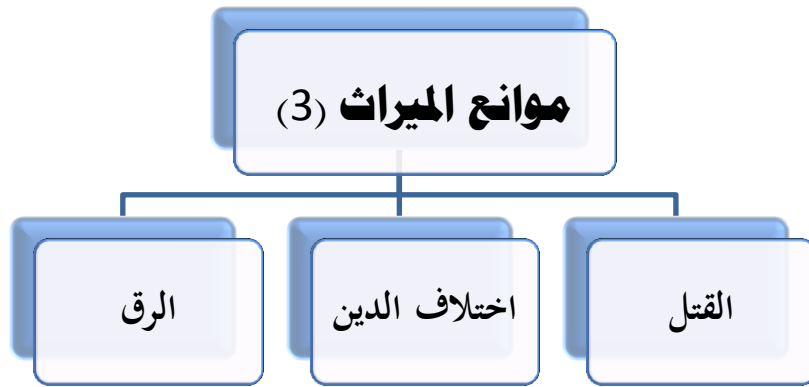 موانع الميراث (3)
القتل
اختلاف الدين
الرق